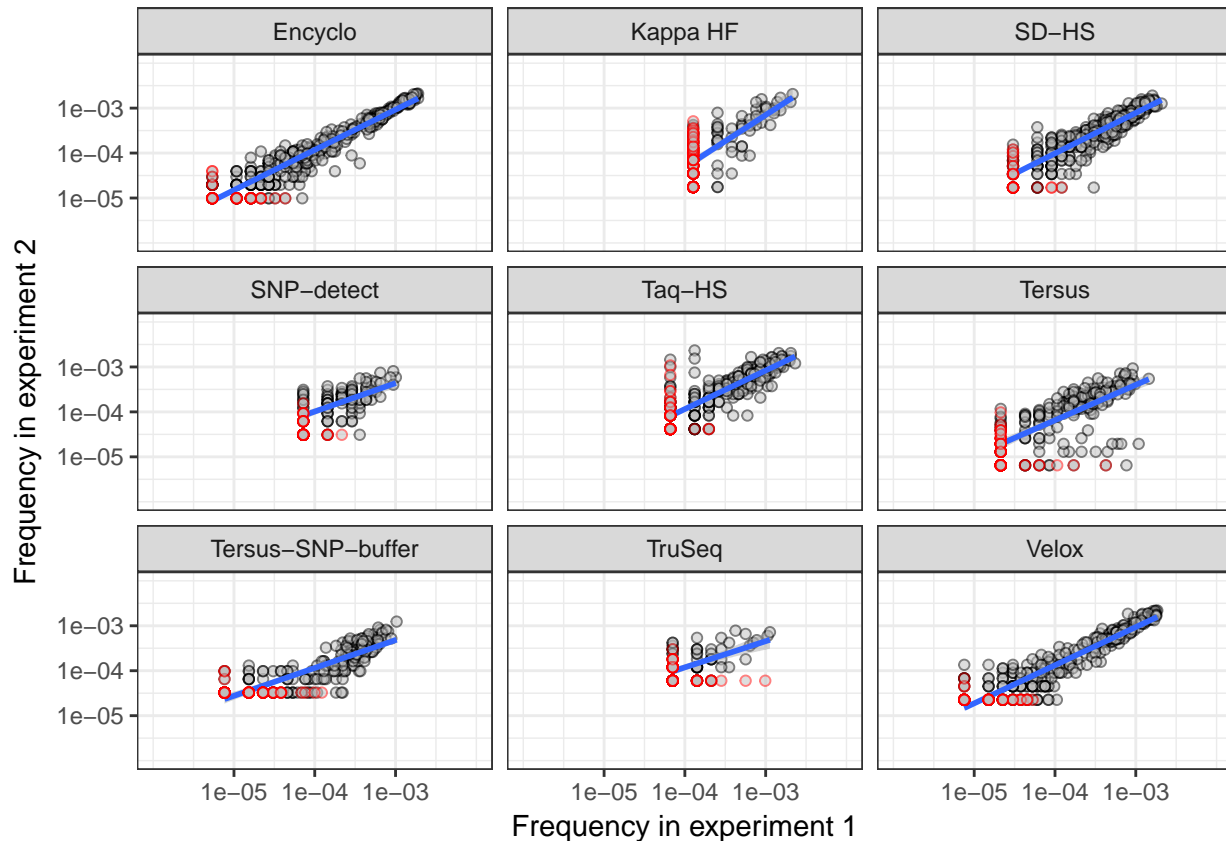 Encyclo
Kappa HF
SD−HS
1e−03
1e−04
1e−05
SNP−detect
Taq−HS
Tersus
1e−03
1e−04
1e−05
Tersus−SNP−buffer
TruSeq
Velox
1e−03
1e−04
1e−05
1e−05 1e−04 1e−03 1e−05 1e−04 1e−03 1e−05 1e−04 1e−03
Frequency in experiment 1
Frequency in experiment 2